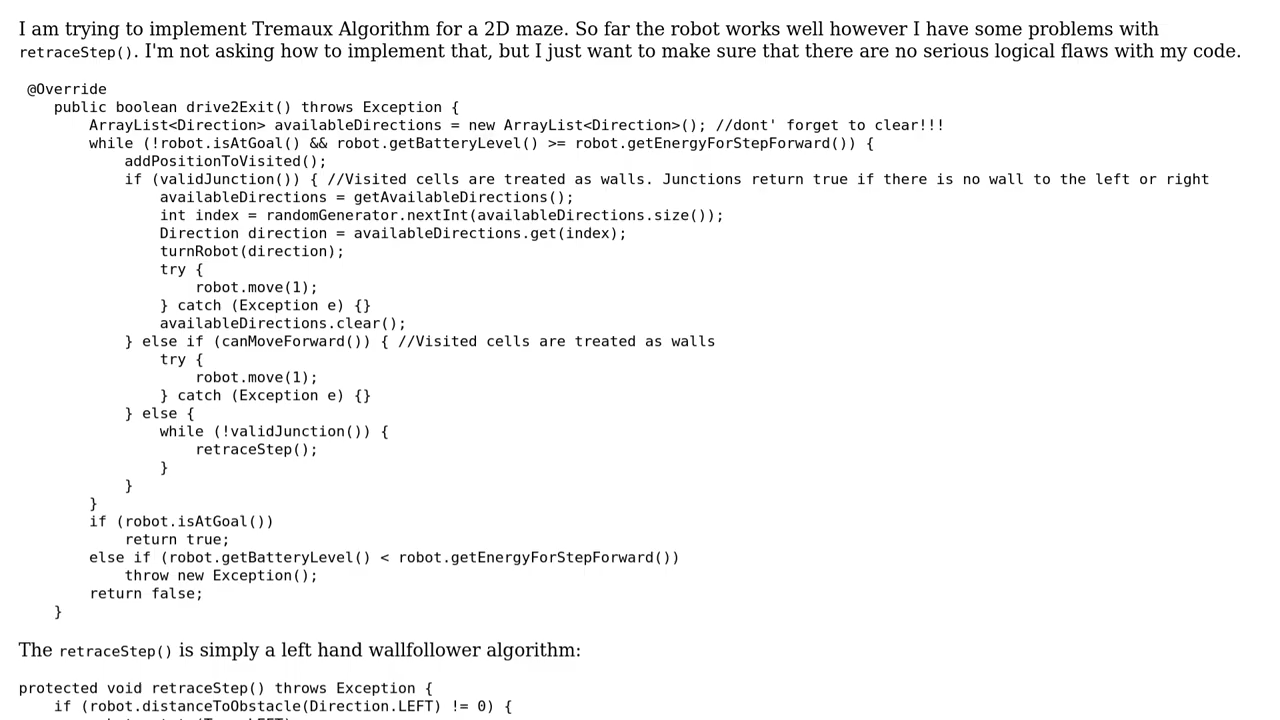 I am trying to implement Tremaux Algorithm for a 2D maze. So far the robot works well however I have some problems with
retraceStep(). I'm not asking how to implement that, but I just want to make sure that there are no serious logical flaws with my code.
@Override
public boolean drive2Exit() throws Exception {
ArrayList<Direction> availableDirections = new ArrayList<Direction>(); //dont' forget to clear!!!
while (!robot.isAtGoal() && robot.getBatteryLevel() >= robot.getEnergyForStepForward()) {
addPositionToVisited();
if (validJunction()) { //Visited cells are treated as walls. Junctions return true if there is no wall to the left or right
availableDirections = getAvailableDirections();
int index = randomGenerator.nextInt(availableDirections.size());
Direction direction = availableDirections.get(index);
turnRobot(direction);
try {
robot.move(1);
} catch (Exception e) {}
availableDirections.clear();
} else if (canMoveForward()) { //Visited cells are treated as walls
try {
robot.move(1);
} catch (Exception e) {}
} else {
while (!validJunction()) {
retraceStep();
}
}
}
if (robot.isAtGoal())
return true;
else if (robot.getBatteryLevel() < robot.getEnergyForStepForward())
throw new Exception();
return false;
}
The retraceStep() is simply a left hand wallfollower algorithm:
protected void retraceStep() throws Exception {
if (robot.distanceToObstacle(Direction.LEFT) != 0) {